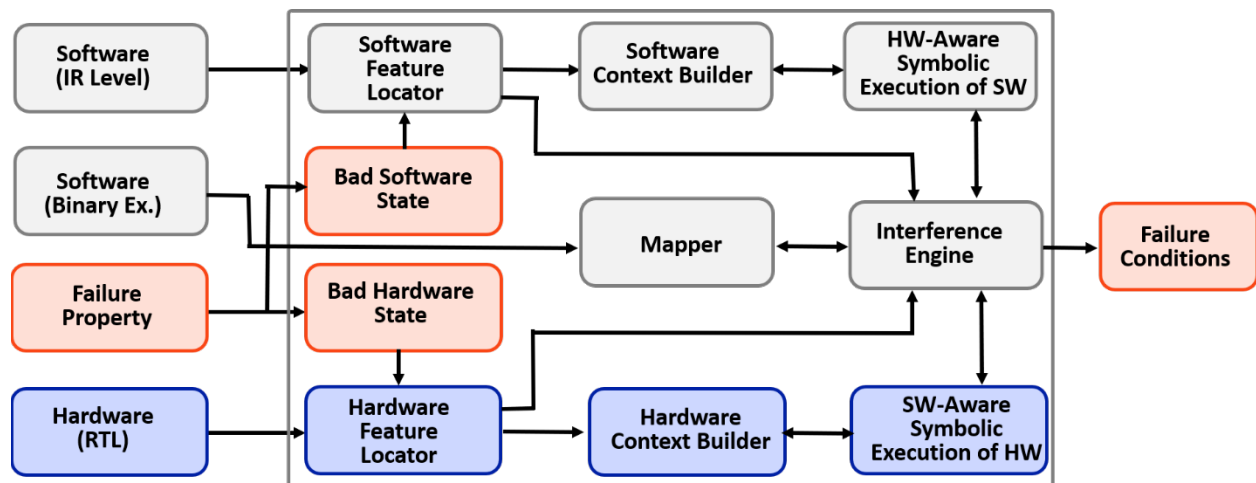 Software
(IR Level)
Software
Feature
Locator
Software
Context Builder
HW-Aware
Symbolic
Execution of SW
Software
(Binary Ex.)
Bad Software
State
Mapper
Interference
Engine
Failure
Conditions
Failure
Property
Bad Hardware
State
Hardware
(RTL)
Hardware
Feature
Locator
Hardware
Context Builder
SW-Aware
Symbolic
Execution of HW